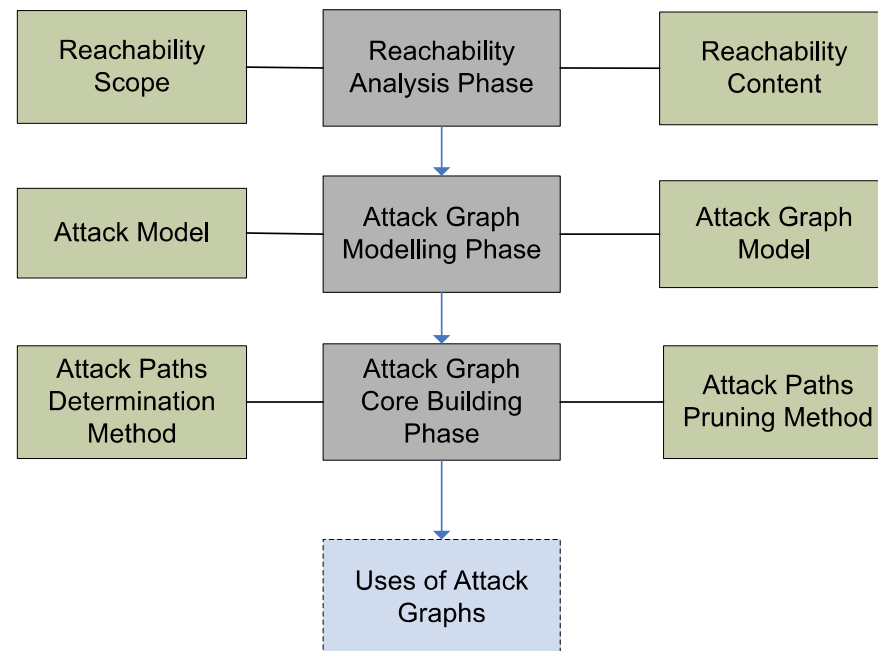 Reachability
Scope
Reachability
Analysis Phase
Reachability
Content
Attack Model
Attack Graph
Modelling Phase
Attack Graph
Model
Attack Paths
Determination
Method
Attack Graph
Core Building
Phase
Attack Paths
Pruning Method
Uses of Attack
Graphs